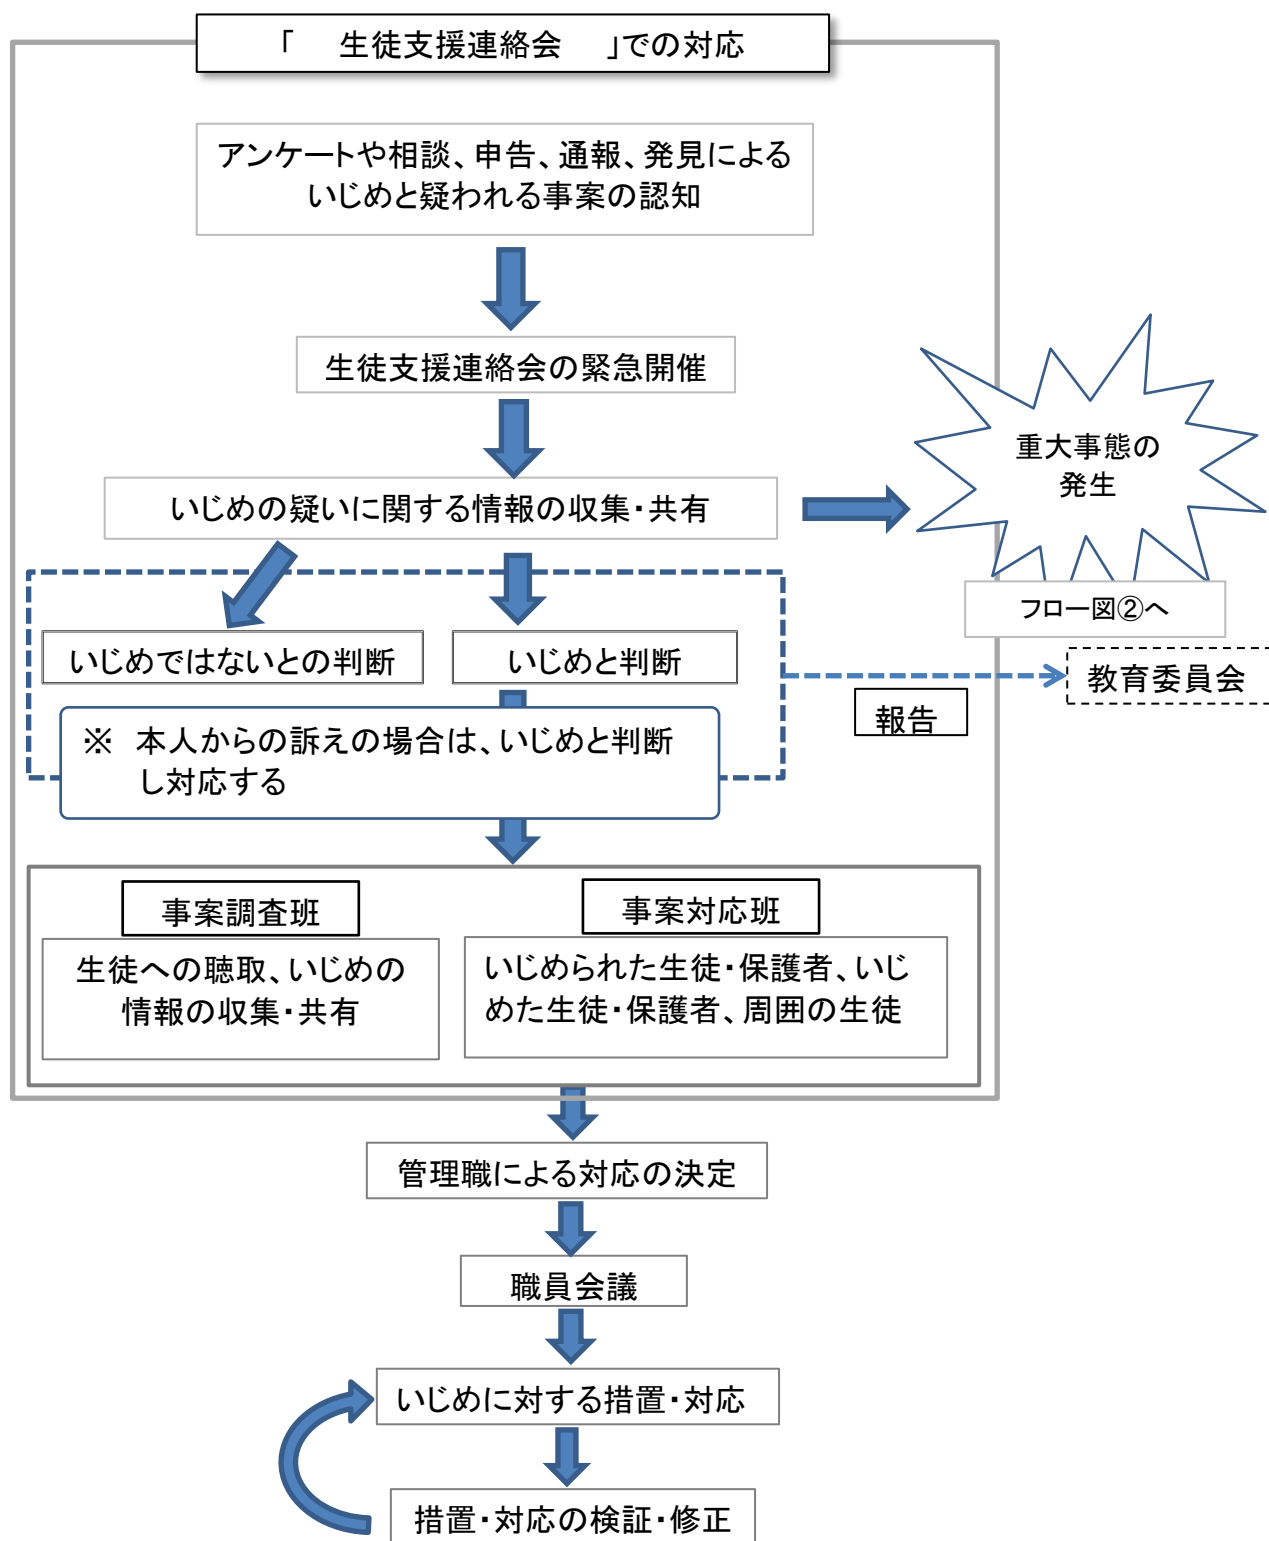 「　生徒支援連絡会　」での対応
アンケートや相談、申告、通報、発見による
いじめと疑われる事案の認知
生徒支援連絡会の緊急開催
重大事態の
発生
いじめの疑いに関する情報の収集・共有
フロー図②へ
いじめではないとの判断
いじめと判断
教育委員会
報告
※　本人からの訴えの場合は、いじめと判断
し対応する
事案調査班
生徒への聴取、いじめの
情報の収集・共有
事案対応班
いじめられた生徒・保護者、いじ
めた生徒・保護者、周囲の生徒
管理職による対応の決定
職員会議
いじめに対する措置・対応
措置・対応の検証・修正